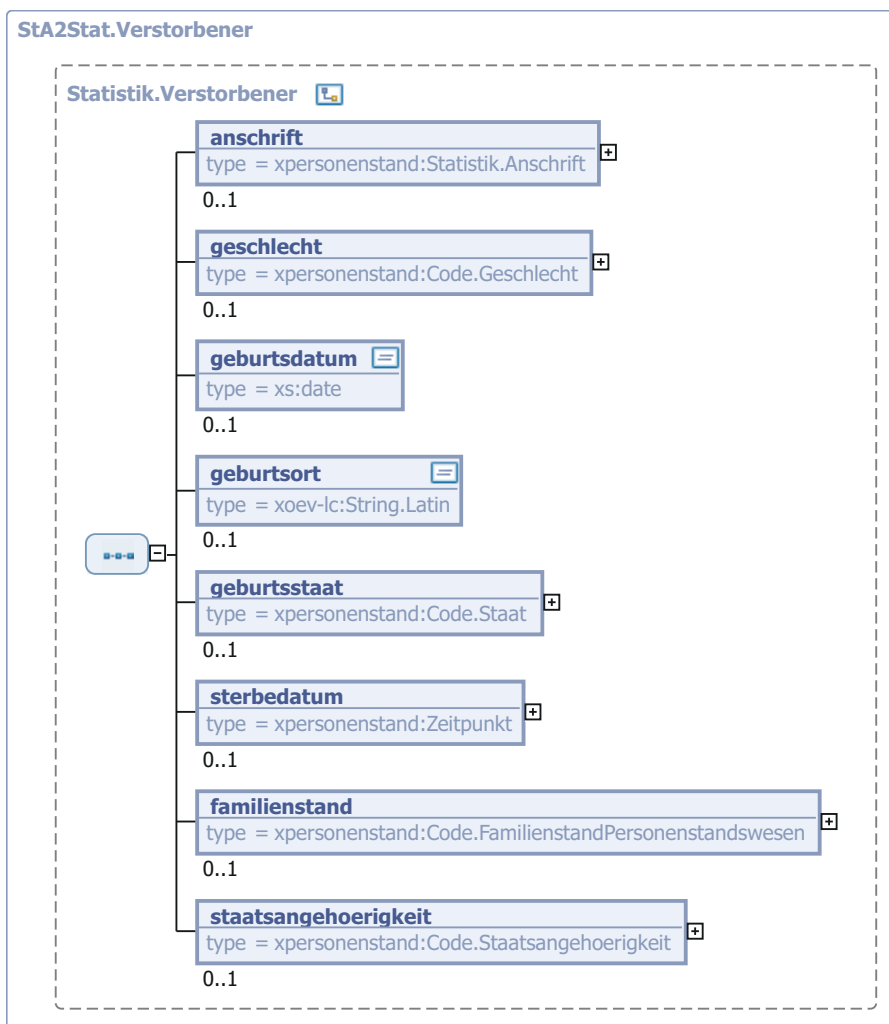 StA2Stat.Verstorbener
Statistik.Verstorbener
anschrift
type = xpersonenstand:Statistik.Anschrift
0..1
geschlecht
type = xpersonenstand:Code.Geschlecht
0..1
geburtsdatum
type = xs:date
0..1
geburtsort
type = xoev-lc:String.Latin
0..1
geburtsstaat
type = xpersonenstand:Code.Staat
0..1
sterbedatum
type = xpersonenstand:Zeitpunkt
0..1
familienstand
type = xpersonenstand:Code.FamilienstandPersonenstandswesen
0..1
staatsangehoerigkeit
type = xpersonenstand:Code.Staatsangehoerigkeit
0..1